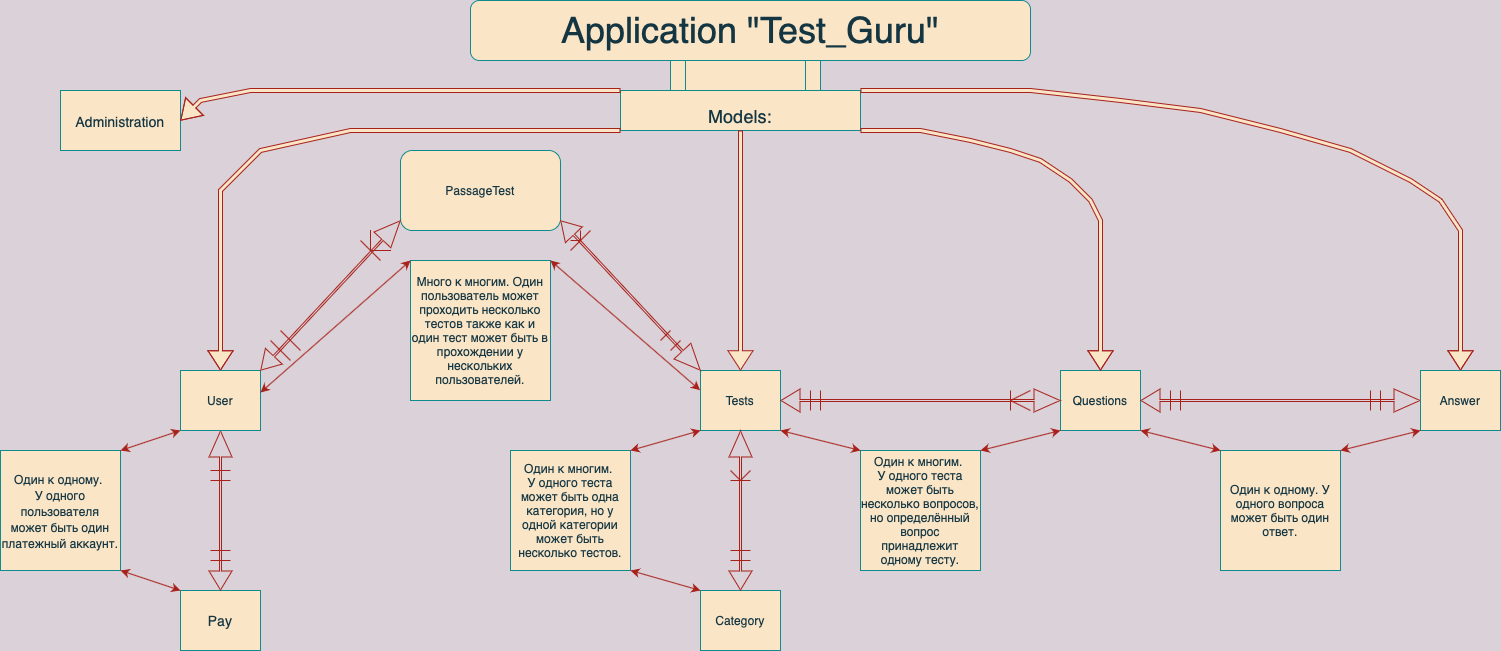 Application "Test_Guru"
Models:
Administration
PassageTest
Много к многим. Один
пользователь может
проходить несколько
тестов также как и
один тест может быть в
прохождении у
нескольких
пользователей.
User
Tests
Questions
Answer
Один к одному.
У одного
пользователя
может быть один
платежный аккаунт.
Один к многим.
У одного теста
может быть одна
категория, но у
одной категории
может быть
несколько тестов.
Один к многим.
У одного теста
может быть
несколько вопросов,
но определённый
вопрос
принадлежит
одному тесту.
Один к одному. У
одного вопроса
может быть один
ответ.
Pay
Category